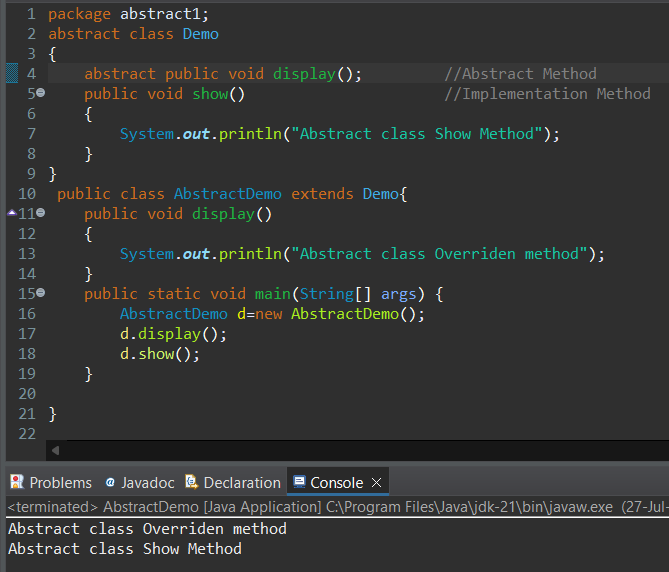 1 package abstract1;
2 abstract class Demo
3 {
4     abstract public void display();         //Abstract Method
5     public void show()                      //Implementation Method
6     {
7         System.out.println("Abstract class Show Method");
8     }
9 }
10  public class AbstractDemo extends Demo{
11     public void display()
12     {
13         System.out.println("Abstract class Overriden method");
14     }
15     public static void main(String[] args) {
16         AbstractDemo d=new AbstractDemo();
17         d.display();
18         d.show();
19     }
20
21 }
22
Problems @ Javadoc Declaration Console ×
<terminated> AbstractDemo [Java Application] C:\Program Files\Java\jdk-21\bin\javaw.exe (27-Jul-
Abstract class Overriden method
Abstract class Show Method